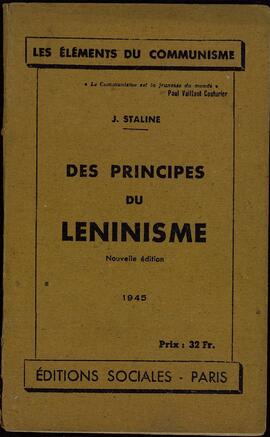 LES ÉLÉMENTS DU COMMUNISME
« Le Communisme est la jeunesse du monde »
Paul Vaillant Couturier
J. STALINE
DES PRINCIPES
DU
LENINISME
Nouvelle édition
1945
Prix : 32 Fr.
ÉDITIONS SOCIALES - PARIS